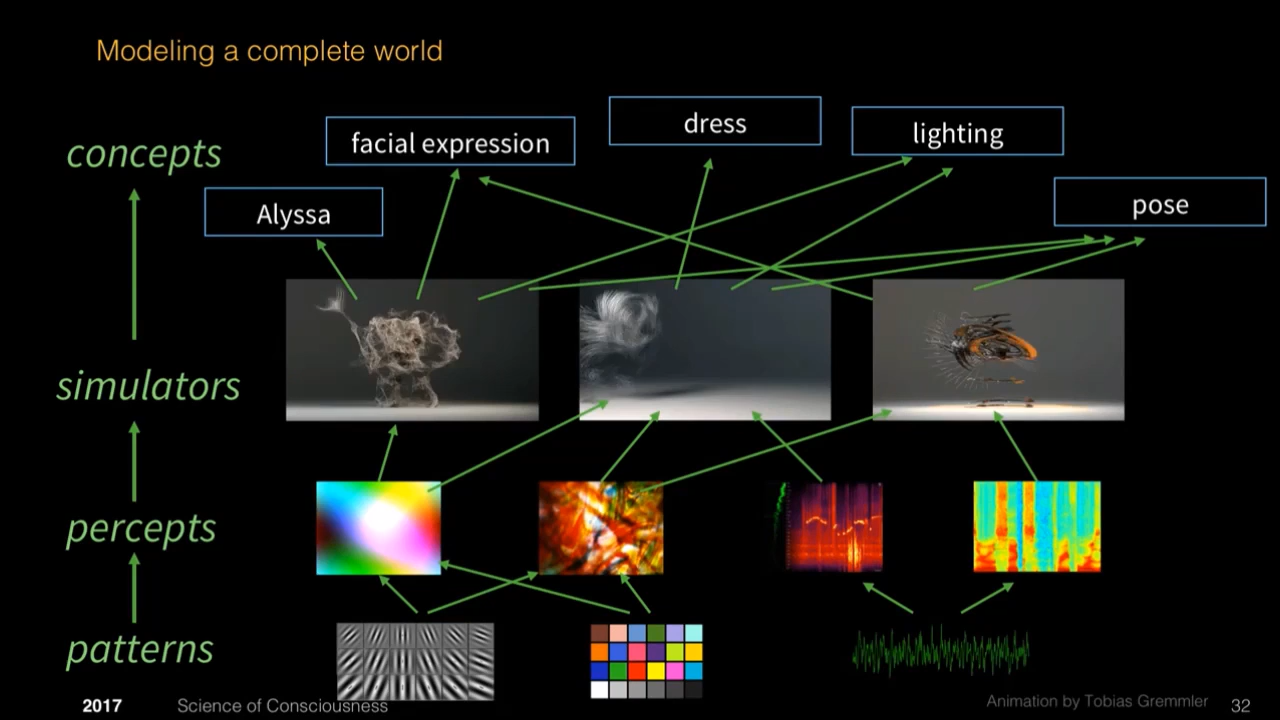 Modeling a complete world
concepts
facial expression
dress
lighting
Alyssa
pose
simulators
percepts
patterns
2017
Science of Consciousness
Animation by Tobias Gremmler
32